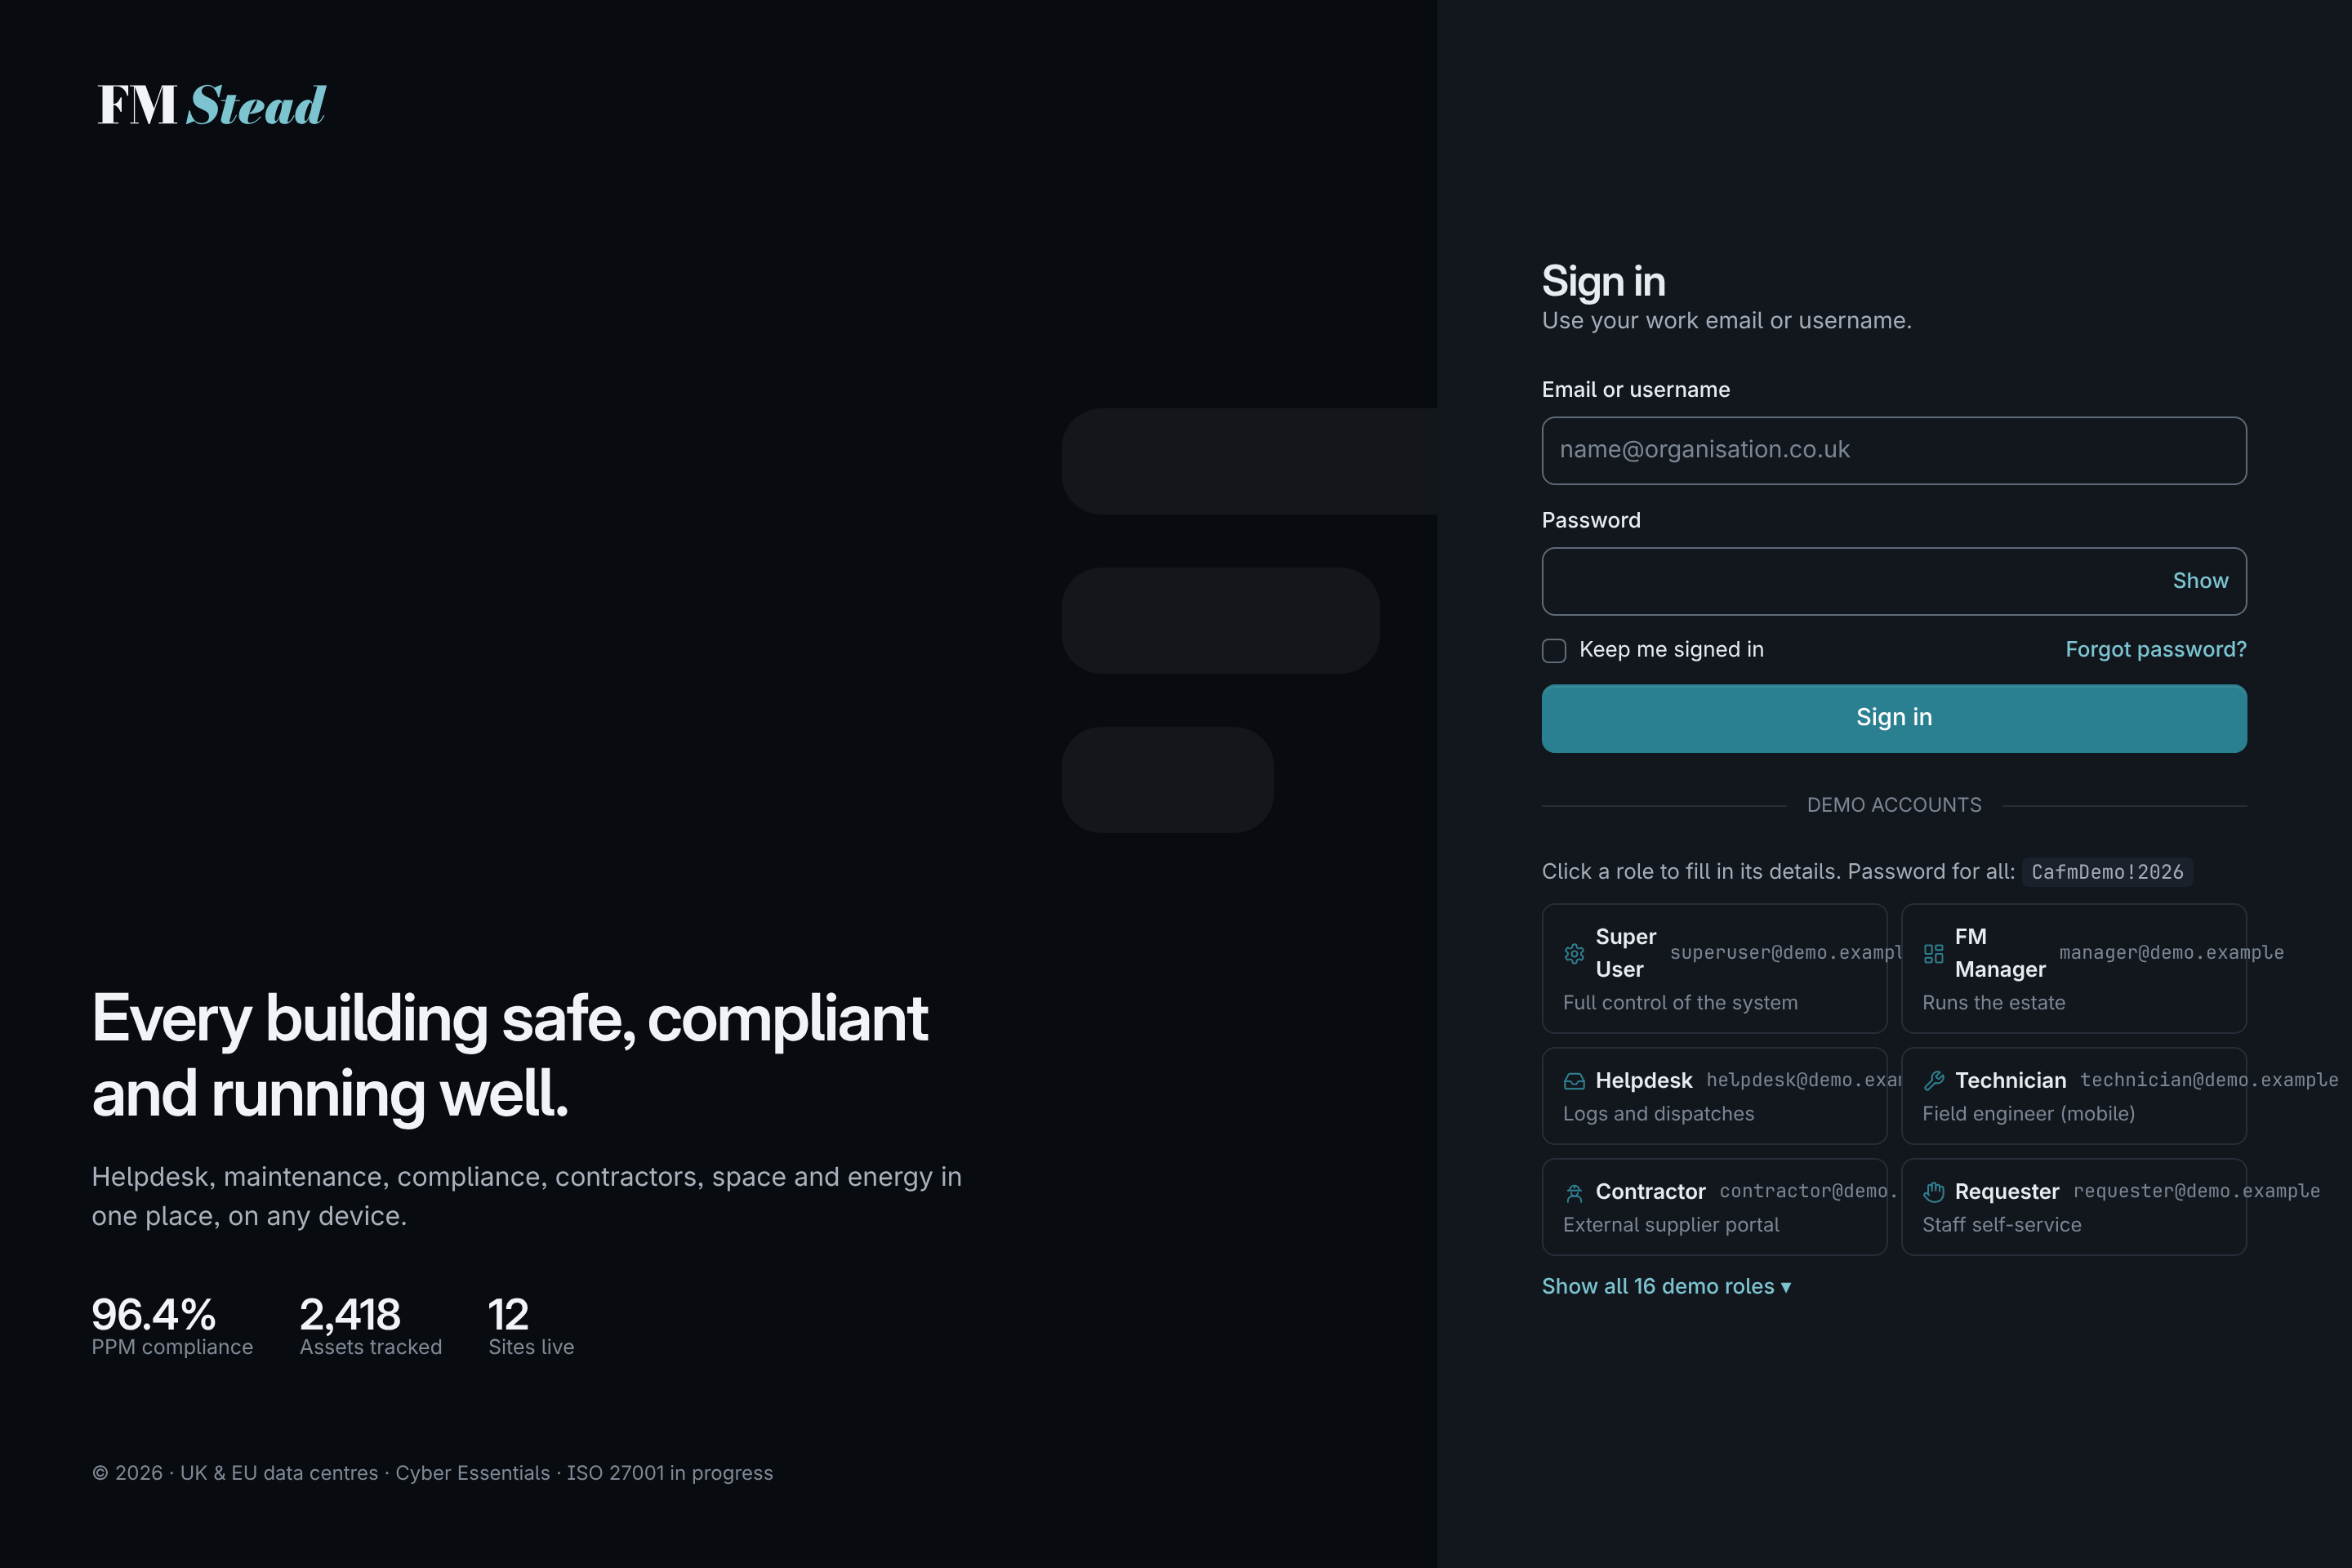 FM Stead
Every building safe, compliant
and running well.
Helpdesk, maintenance, compliance, contractors, space and energy in
one place, on any device.
96.4%
PPM compliance
2,418
Assets tracked
12
Sites live
© 2026 · UK & EU data centres · Cyber Essentials · ISO 27001 in progress
Sign in
Use your work email or username.
Email or username
name@organisation.co.uk
Password
Show
Keep me signed in
Forgot password?
Sign in
DEMO ACCOUNTS
Click a role to fill in its details. Password for all: CafmDemo!2026
Super
User
superuser@demo.exampl
Full control of the system
FM
Manager
manager@demo.example
Runs the estate
Helpdesk helpdesk@demo.exam
Logs and dispatches
Technician technician@demo.example
Field engineer (mobile)
Contractor contractor@demo.
External supplier portal
Requester requester@demo.example
Staff self-service
Show all 16 demo roles ▾